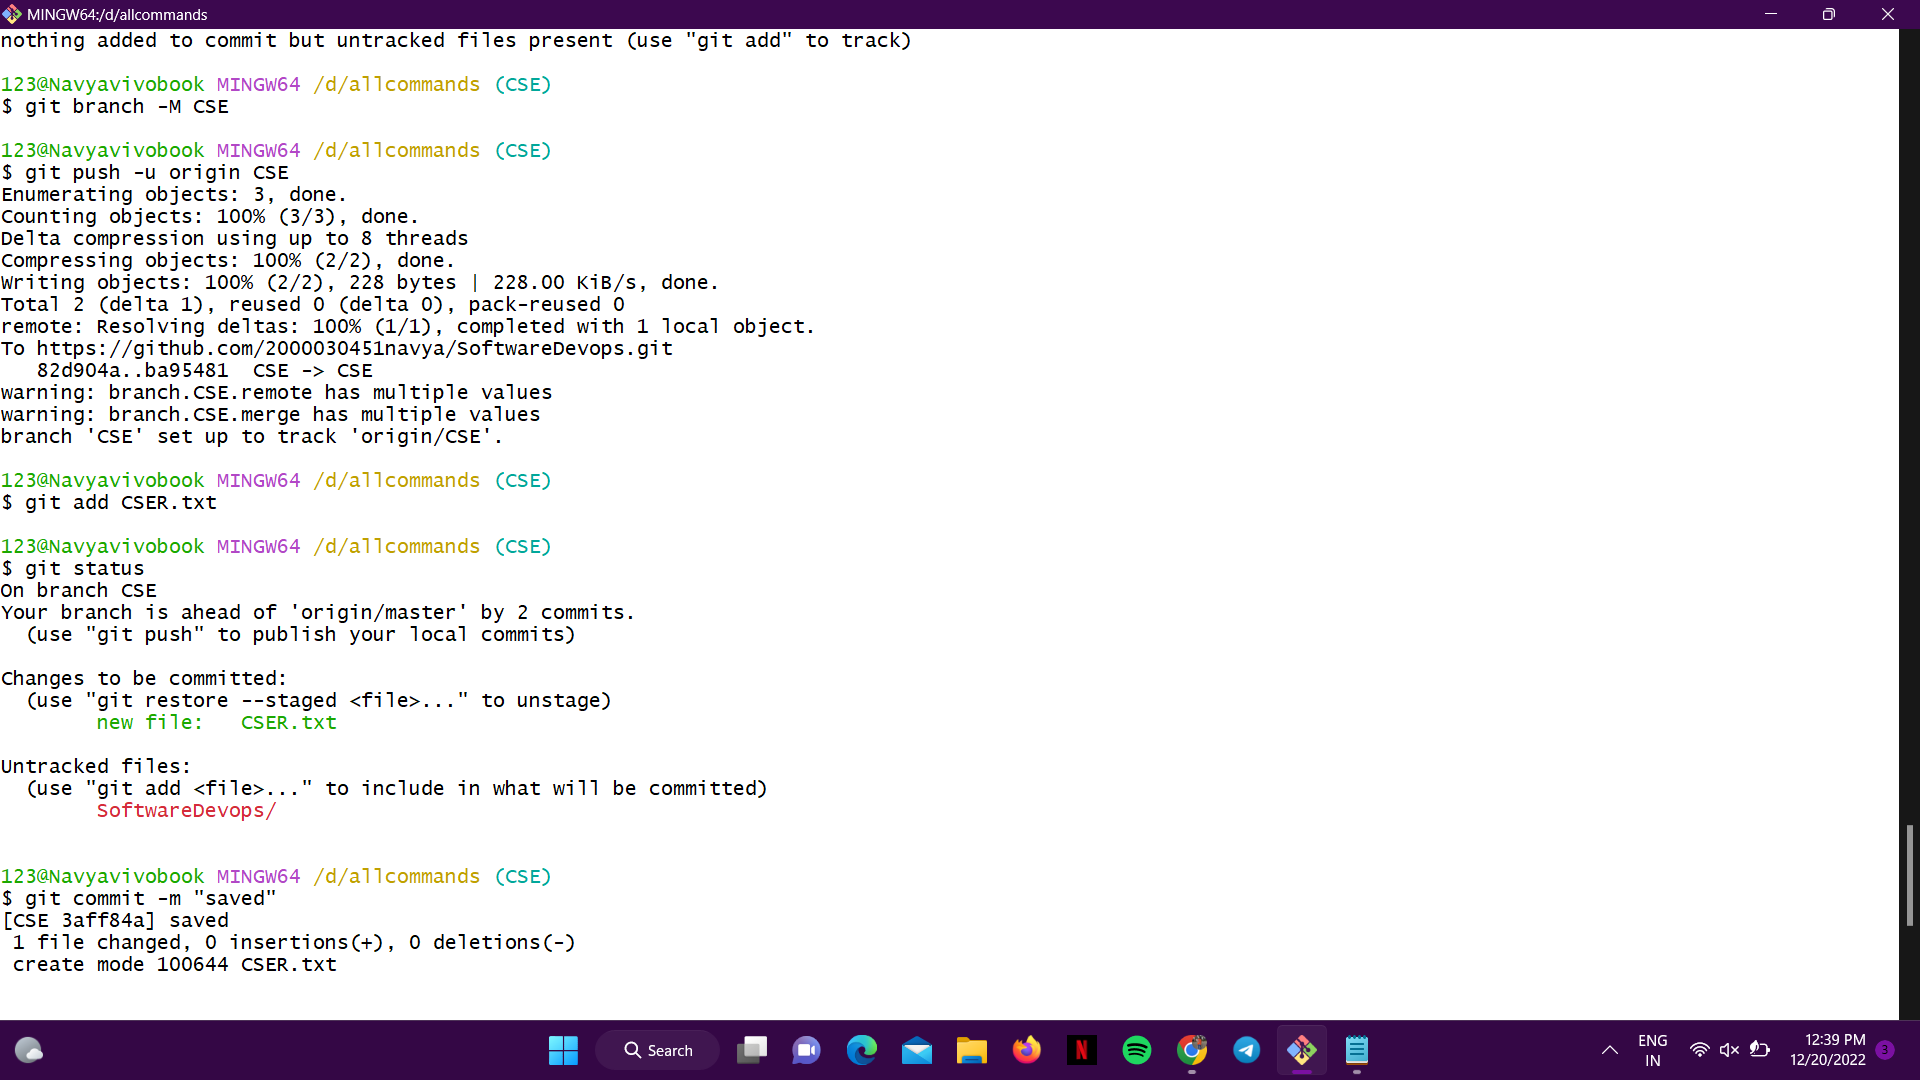 MINGW64:/d/allcommands
nothing added to commit but untracked files present (use "git add" to track)
123@Navyavivobook MINGW64 /d/allcommands (CSE)
$ git branch -M CSE
123@Navyavivobook MINGW64 /d/allcommands (CSE)
$ git push -u origin CSE
Enumerating objects: 3, done.
Counting objects: 100% (3/3), done.
Delta compression using up to 8 threads
Compressing objects: 100% (2/2), done.
Writing objects: 100% (2/2), 228 bytes | 228.00 KiB/s, done.
Total 2 (delta 1), reused 0 (delta 0), pack-reused 0
remote: Resolving deltas: 100% (1/1), completed with 1 local object.
To https://github.com/2000030451navya/SoftwareDevops.git
   82d904a..ba95481  CSE -> CSE
warning: branch.CSE.remote has multiple values
warning: branch.CSE.merge has multiple values
branch 'CSE' set up to track 'origin/CSE'.
123@Navyavivobook MINGW64 /d/allcommands (CSE)
$ git add CSER.txt
123@Navyavivobook MINGW64 /d/allcommands (CSE)
$ git status
On branch CSE
Your branch is ahead of 'origin/master' by 2 commits.
  (use "git push" to publish your local commits)
Changes to be committed:
  (use "git restore --staged <file>..." to unstage)
        new file:   CSER.txt
Untracked files:
  (use "git add <file>..." to include in what will be committed)
        SoftwareDevops/
123@Navyavivobook MINGW64 /d/allcommands (CSE)
$ git commit -m "saved"
[CSE 3aff84a] saved
 1 file changed, 0 insertions(+), 0 deletions(-)
 create mode 100644 CSER.txt
Search
N
ENG
IN
12:39 PM
12/20/2022
3